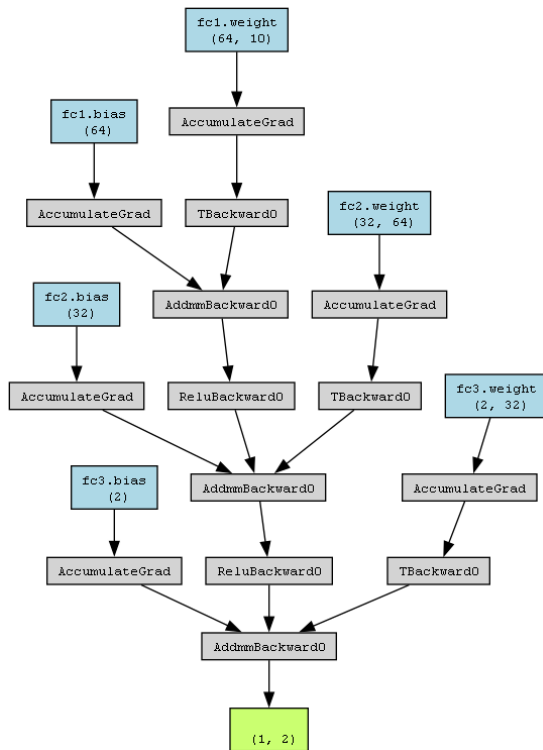 fc1.weight
(64, 10)
fc1.bias
(64)
AccumulateGrad
AccumulateGrad
TBackward0
fc2.weight
(32, 64)
fc2.bias
(32)
AddmmBackward0
AccumulateGrad
AccumulateGrad
ReluBackward0
TBackward0
fc3.weight
(2, 32)
fc3.bias
(2)
AddmmBackward0
AccumulateGrad
AccumulateGrad
ReluBackward0
TBackward0
AddmmBackward0
(1, 2)